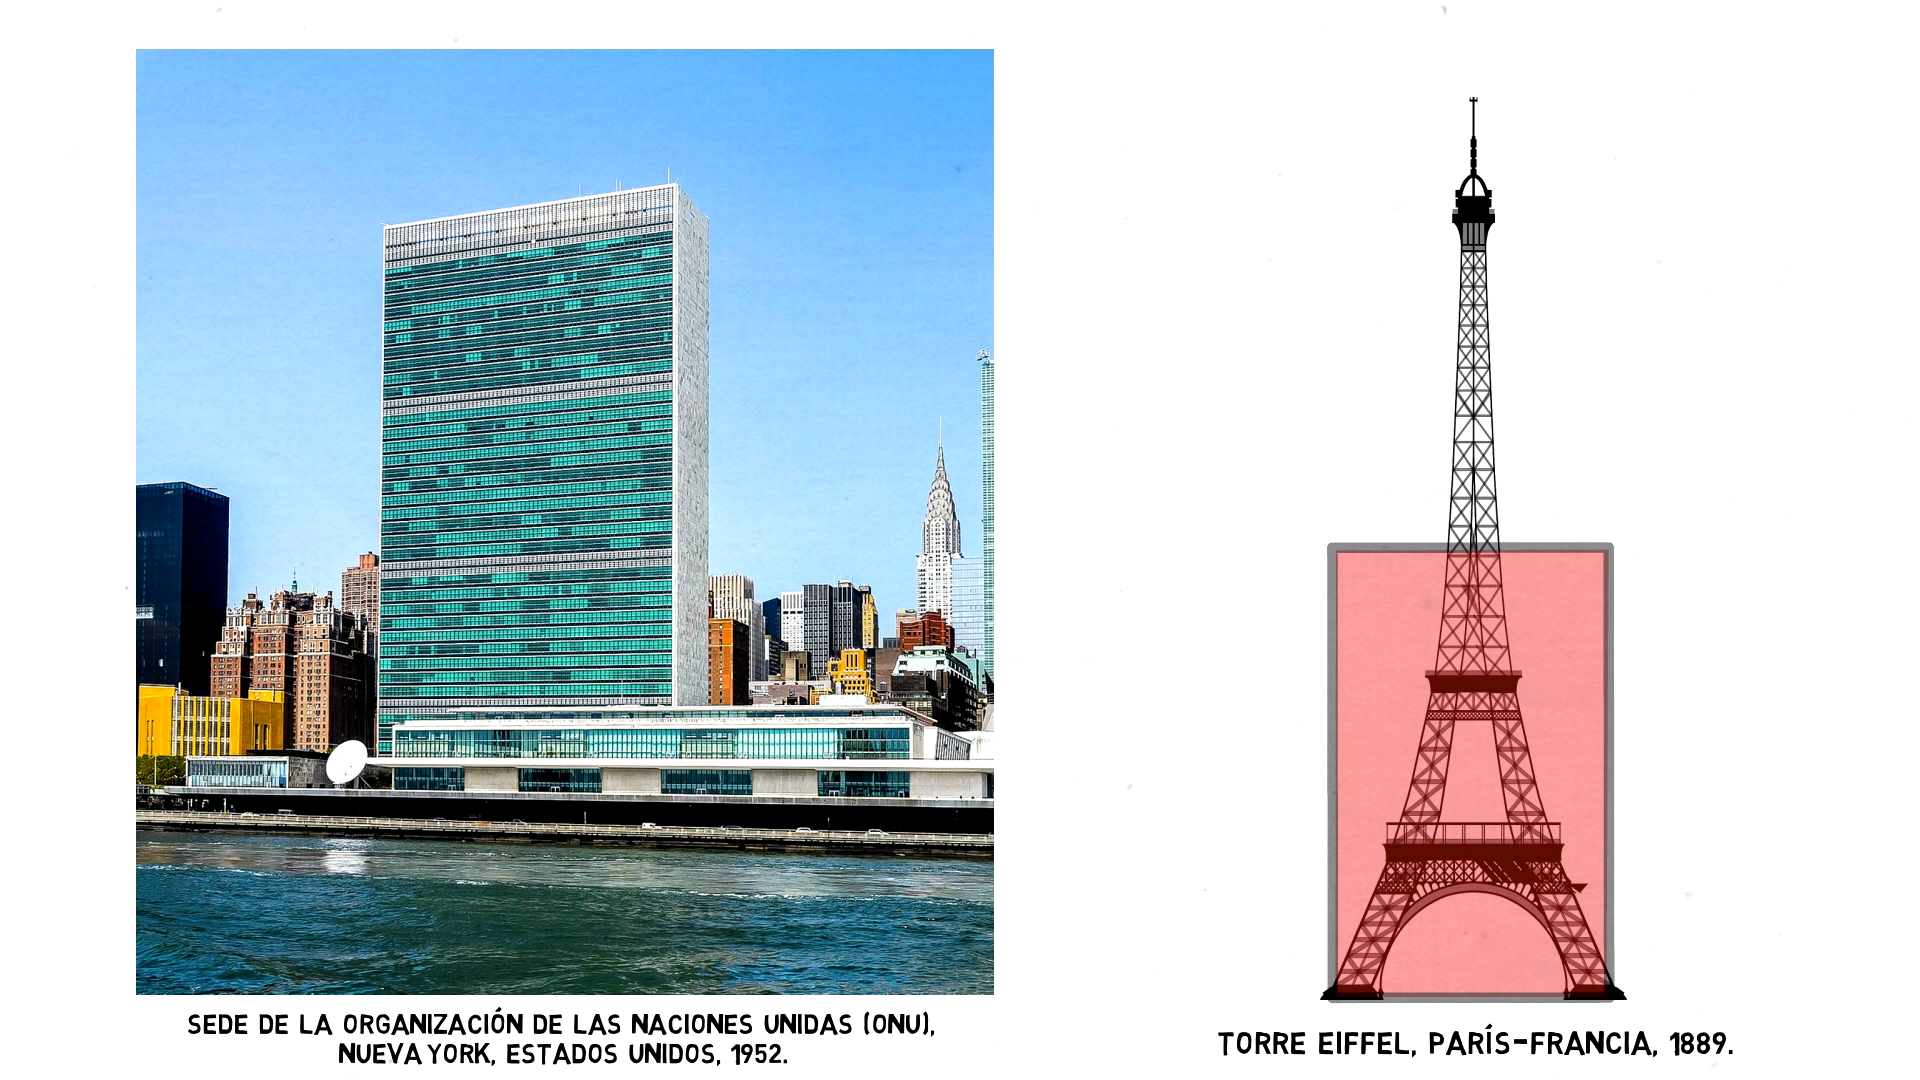 SEDE DE LA ORGANIZACIÓN DE LAS NACIONES UNIDAS (ONU),
NUEVA YORK, ESTADOS UNIDOS, 1952.
TORRE EIFFEL, PARÍS-FRANCIA, 1889.